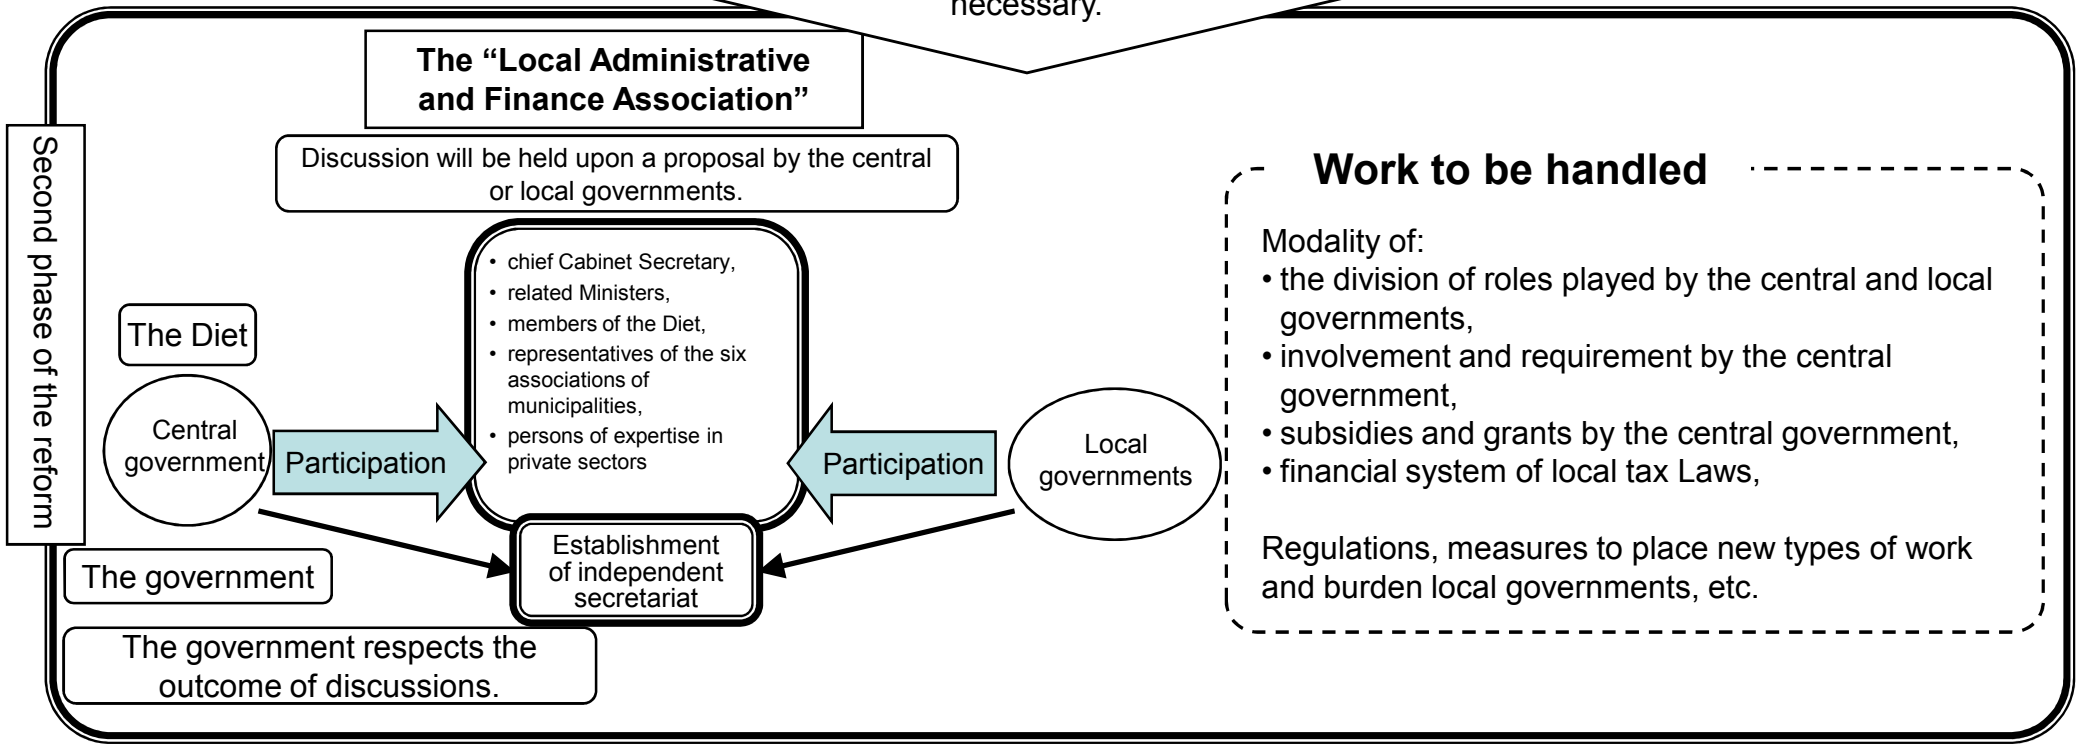 necessary.
The “Local Administrative
and Finance Association”
Discussion will be held upon a proposal by the central
or local governments.
Second phase of the reform
• chief Cabinet Secretary,
• related Ministers,
• members of the Diet,
• representatives of the six
associations of
municipalities,
• persons of expertise in
private sectors
The Diet
Central
government
Participation
Participation
Local
governments
Establishment
of independent
secretariat
The government
The government respects the
outcome of discussions.
Work to be handled
Modality of:
• the division of roles played by the central and local
governments,
• involvement and requirement by the central
government,
• subsidies and grants by the central government,
• financial system of local tax Laws,
Regulations, measures to place new types of work
and burden local governments, etc.